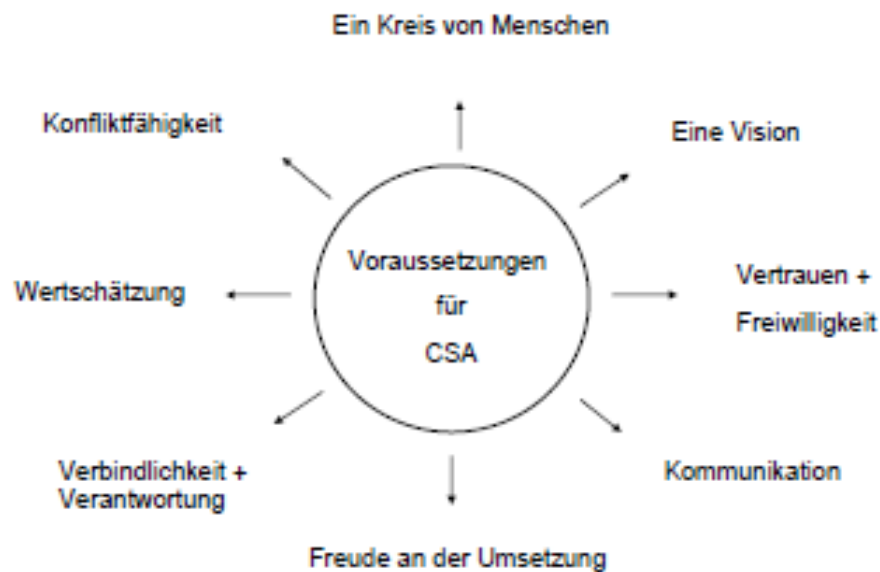 Ein Kreis von Menschen
Konfliktfähigkeit
Eine Vision
Voraussetzungen
für
CSA
Wertschätzung
Vertrauen +
Freiwilligkeit
Verbindlichkeit +
Verantwortung
Kommunikation
Freude an der Umsetzung